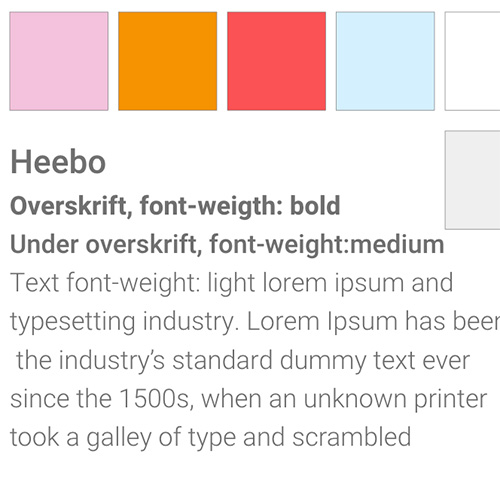 Heebo
Overskrift, font-weigth: bold
Under overskrift, font-weight:medium
Text font-weight: light lorem ipsum and
typesetting industry. Lorem Ipsum has been
the industry’s standard dummy text ever
since the 1500s, when an unknown printer
took a galley of type and scrambled